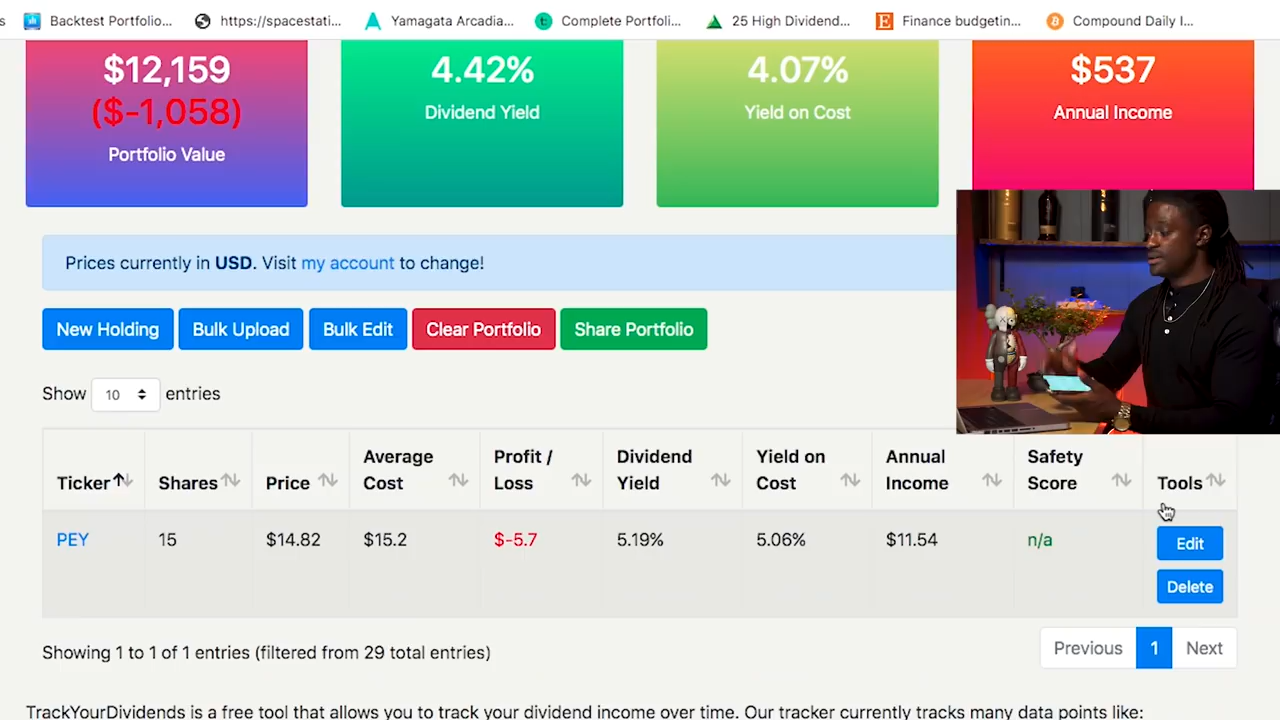 Backtest Portfolio... https://spacestati... Yamagata Arcadia... Complete Portfoli... 25 High Dividend... Finance budgetin... Compound Daily I...
$12,159 4.42% 4.07% $537
($-1,058) Dividend Yield Yield on Cost Annual Income
Portfolio Value
Prices currently in USD. Visit my account to change!
New Holding Bulk Upload Bulk Edit Clear Portfolio Share Portfolio
Show 10 entries
Ticker Shares Price Average Cost Profit / Loss Dividend Yield Yield on Cost Annual Income Safety Score Tools
PEY 15 $14.82 $15.2 $-5.7 5.19% 5.06% $11.54 n/a Edit
Delete
Showing 1 to 1 of 1 entries (filtered from 29 total entries) Previous 1 Next
TrackYourDividends is a free tool that allows you to track your dividend income over time. Our tracker currently tracks many data points like: